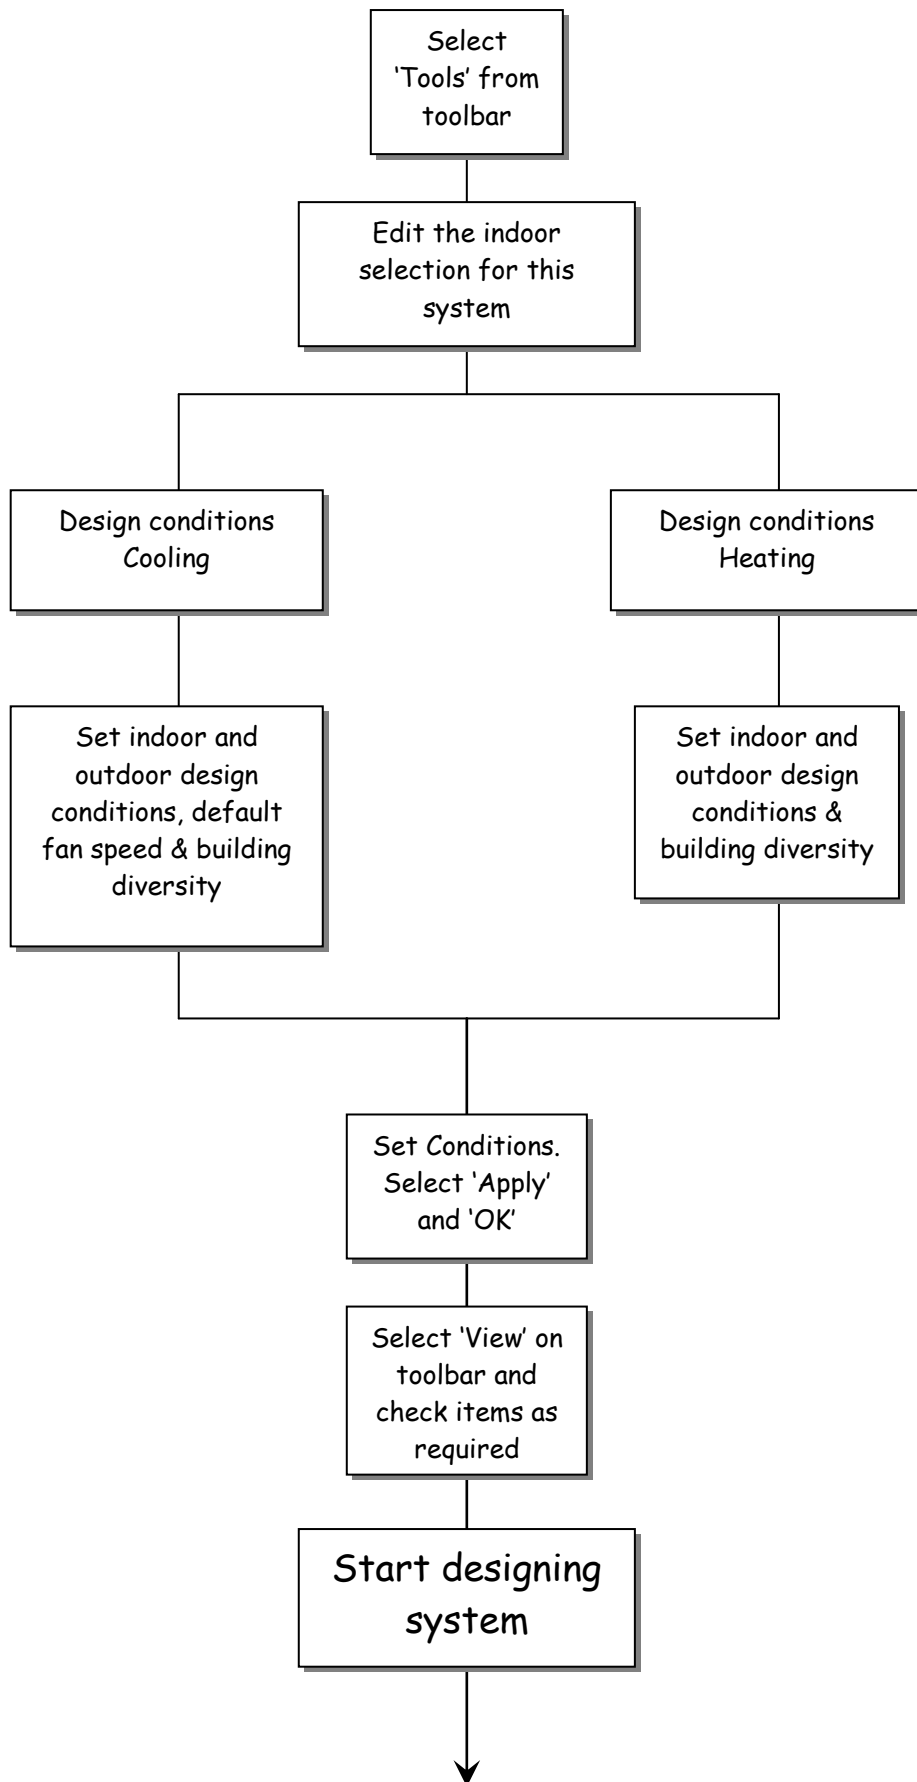 Select
‘Tools’ from
toolbar
Edit the indoor
selection for this
system
Design conditions
Cooling
Design conditions
Heating
Set indoor and
outdoor design
conditions, default
fan speed & building
diversity
Set indoor and
outdoor design
conditions &
building diversity
Set Conditions.
Select ‘Apply’
and ‘OK’
Select ‘View’ on
toolbar and
check items as
required
Start designing
system